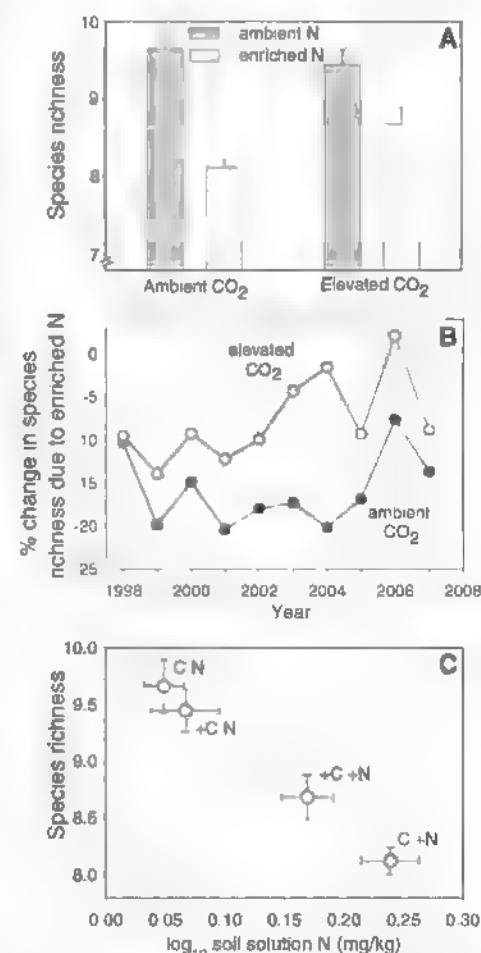 10
9
8
7
Species richness
ambient N
enriched N
A
Ambient CO2
Elevated CO2
% change in species
richness due to enriched N
0
-5
10
-15
-20
25
elevated
CO2
B
ambient
CO2
1998
2000
2002
2004
2006
2008
Year
Species richness
10.0
9.5
9.0
8.5
8.0
C
C N
+C N
+C +N
C +N
0 00
0.05
0.10
0.15
0.20
0.25
0.30
log10 soil solution N (mg/kg)